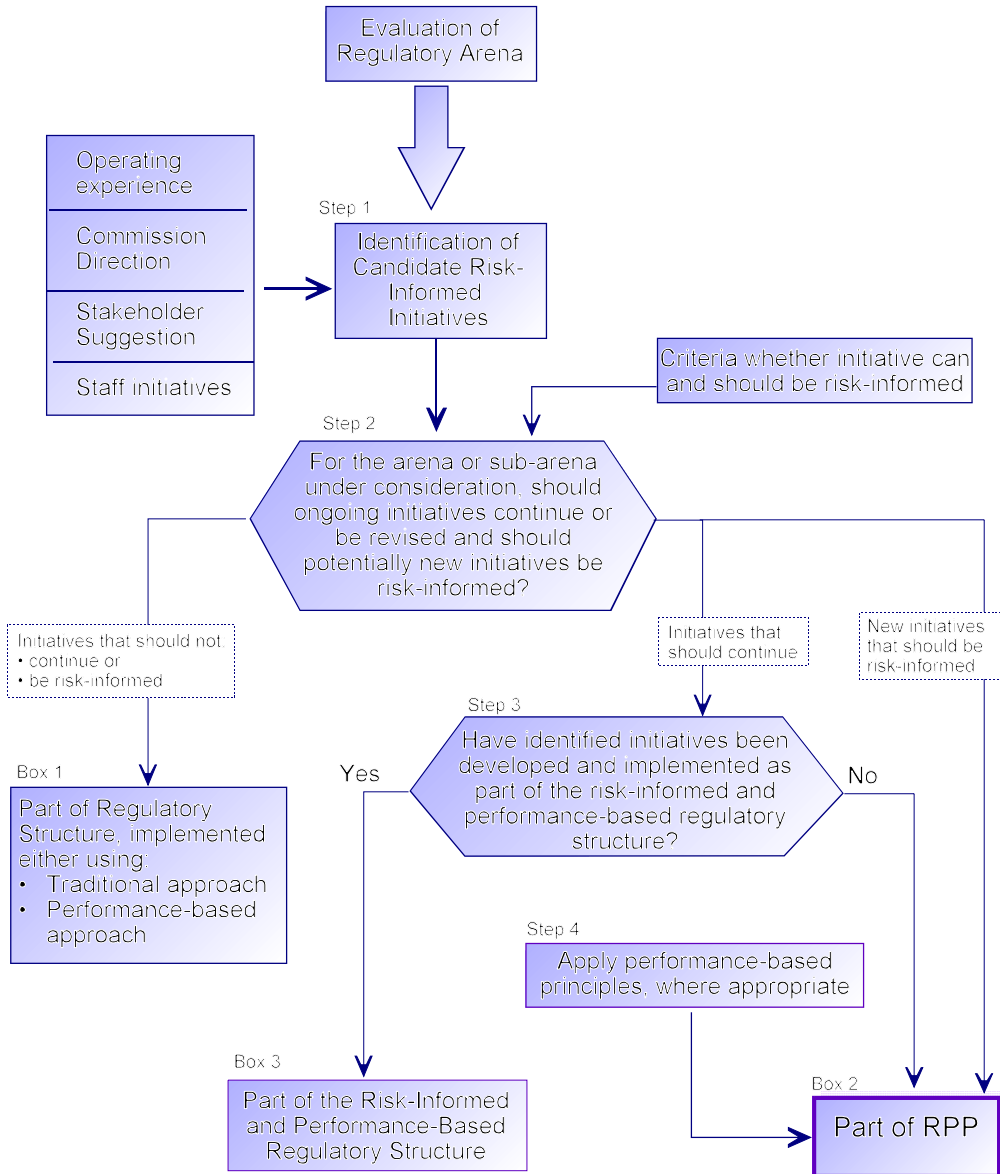 Evaluation of
Regulatory Arena
Operating
experience
Commission
Direction
Stakeholder
Suggestion
Staff initiatives
Step 1
Identification of
Candidate Risk-
Informed
Initiatives
Criteria whether initiative can
and should be risk-informed
Step 2
For the arena or sub-arena
under consideration, should
ongoing initiatives continue or
be revised and should
potentially new initiatives be
risk-informed?
Initiatives that should not:
• continue or
• be risk-informed
Initiatives that
should continue
New initiatives
that should be
risk-informed
Step 3
Have identified initiatives been
developed and implemented as
part of the risk-informed and
performance-based regulatory
structure?
Yes
No
Box 1
Part of Regulatory
Structure, implemented
either using:
• Traditional approach
• Performance-based
approach
Step 4
Apply performance-based
principles, where appropriate
Box 3
Part of the Risk-Informed
and Performance-Based
Regulatory Structure
Box 2
Part of RPP